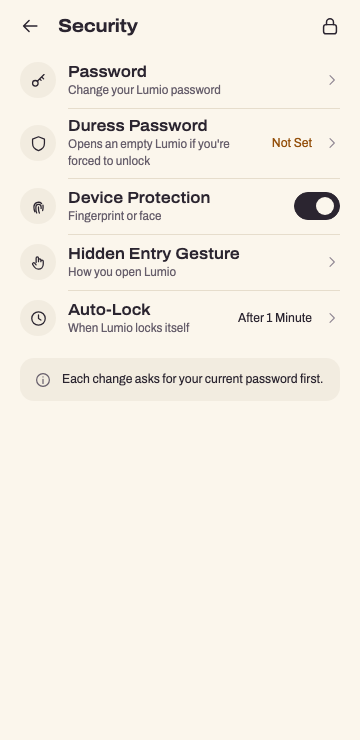 Security
Password
Change your Lumio password
Duress Password
Opens an empty Lumio if you're
forced to unlock
Not Set
Device Protection
Fingerprint or face
Hidden Entry Gesture
How you open Lumio
Auto-Lock
When Lumio locks itself
After 1 Minute
Each change asks for your current password first.